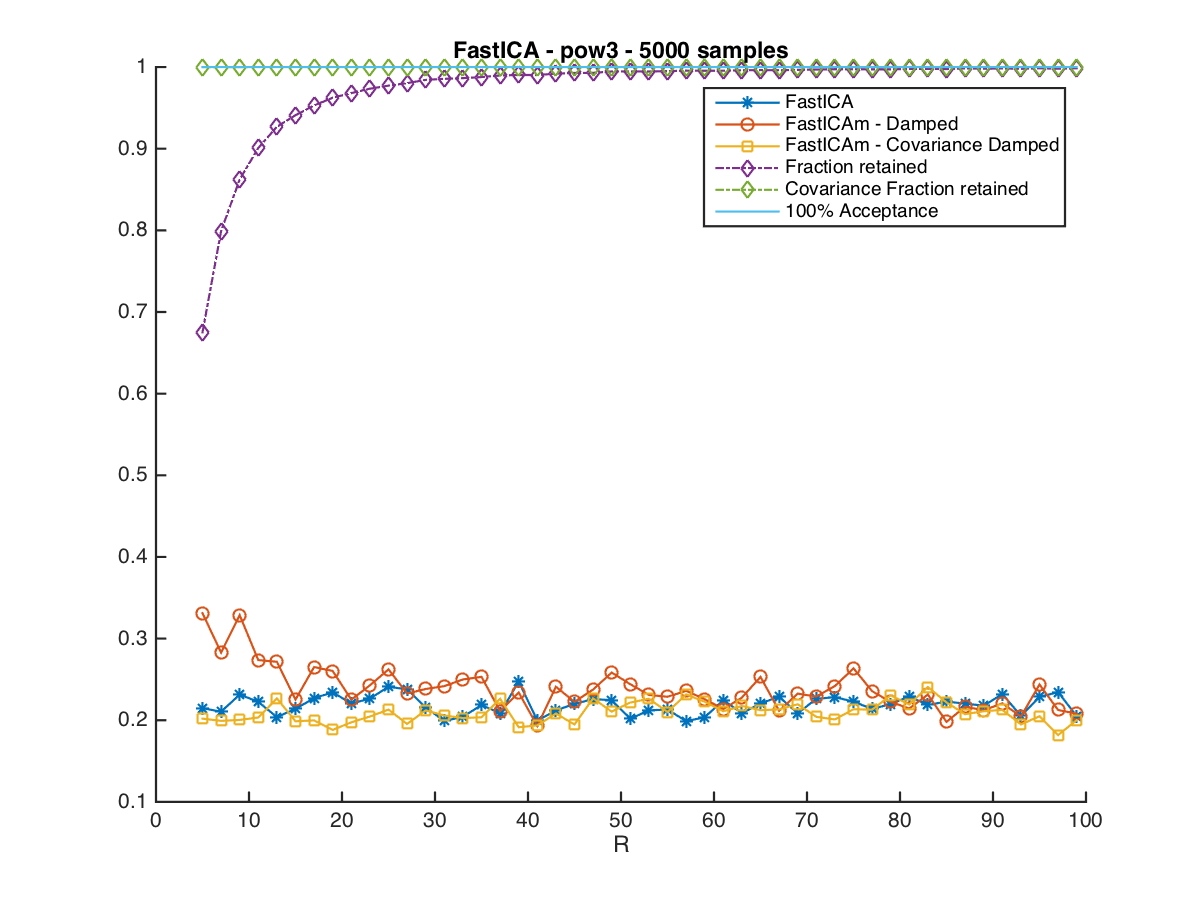 FastICA - pow3 - 5000 samples
1
0.9
0.8
0.7
0.6
0.5
0.4
0.3
0.2
0.1
FastICA
FastICAm - Damped
FastICAm - Covariance Damped
Fraction retained
Covariance Fraction retained
100% Acceptance
0 10 20 30 40 50 60 70 80 90 100
R